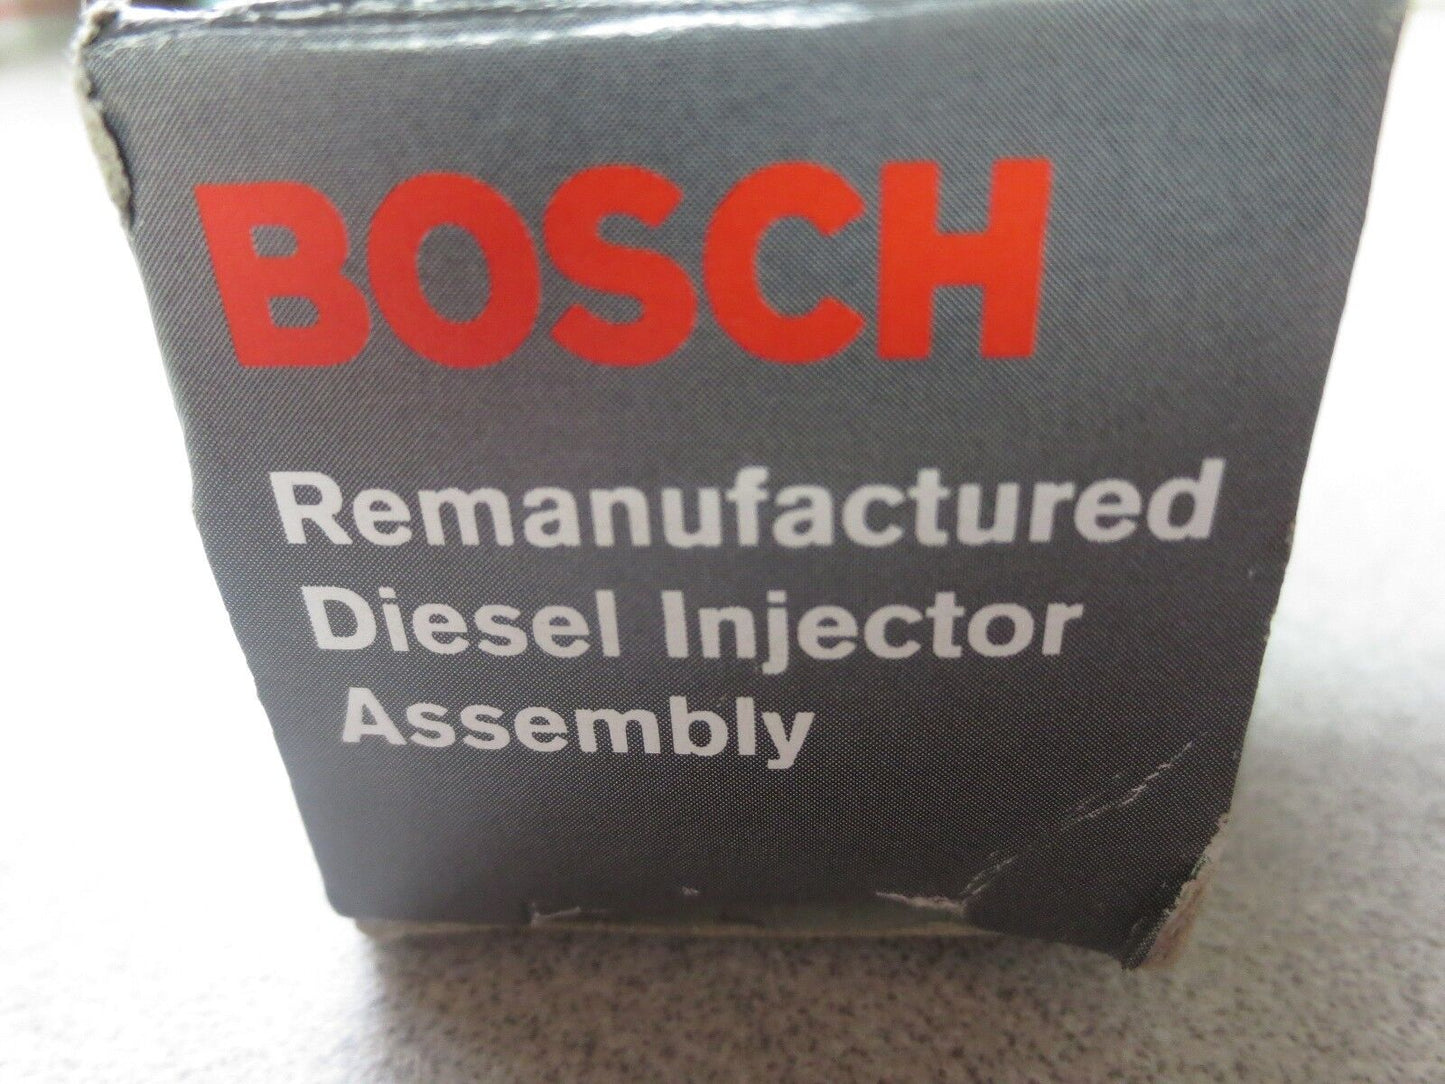 BOSCH
Remanufactured
Diesel Injector
Assembly